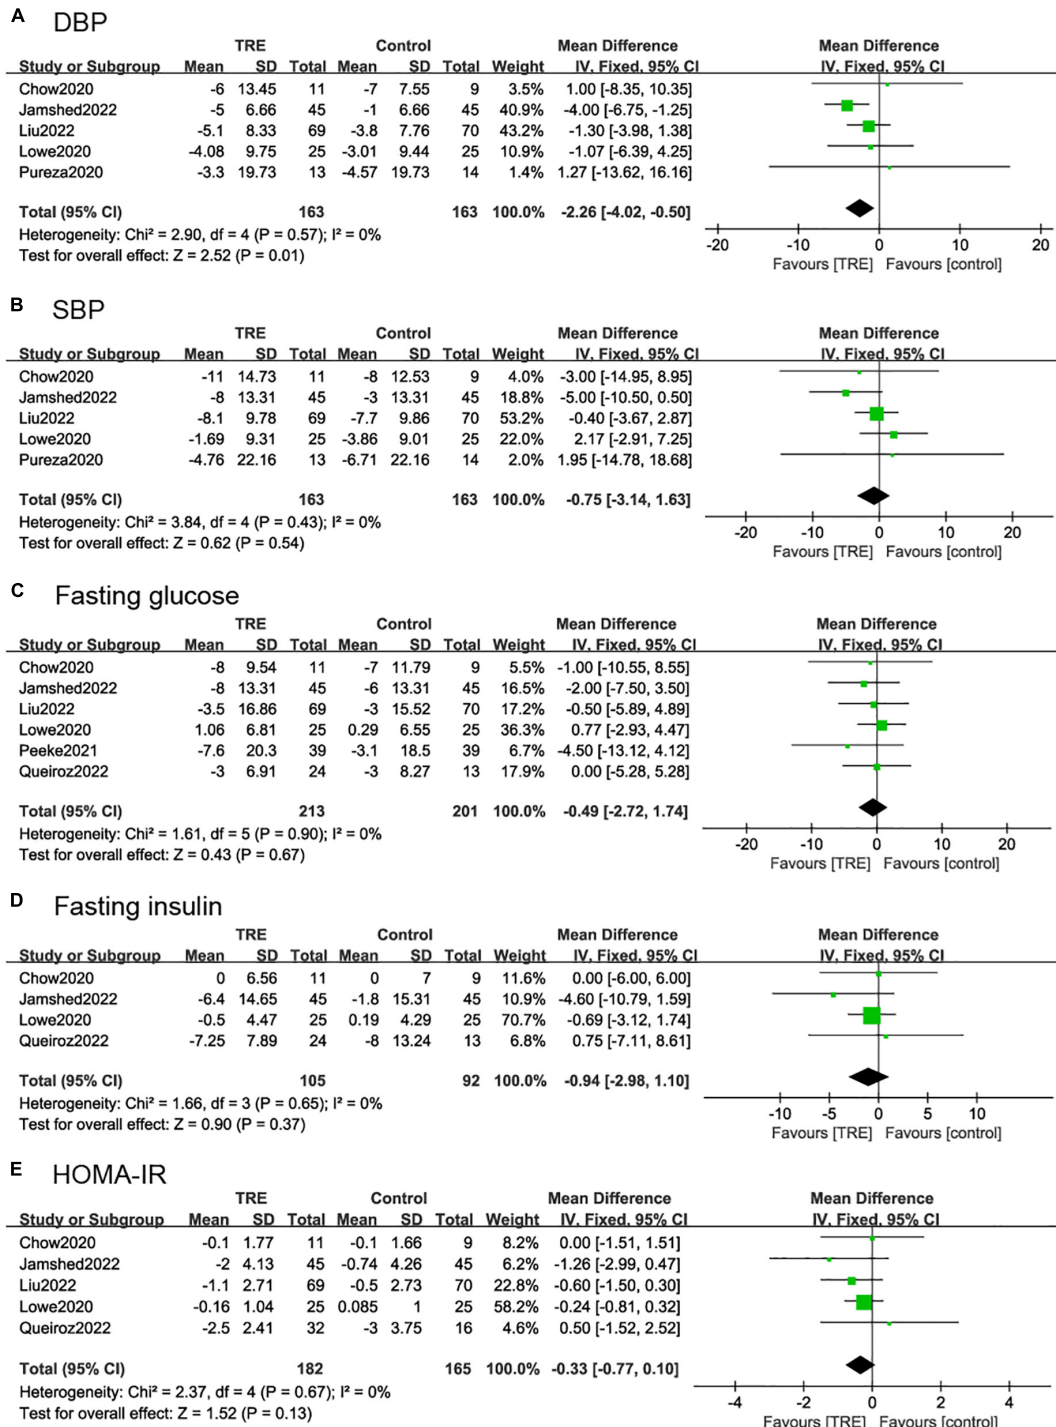 A DBP
TRE Control Mean Difference Mean Difference
Study or Subgroup Mean SD Total Mean SD Total Weight IV, Fixed, 95% CI IV, Fixed, 95% CI
Chow2020 -6 13.45 11 -7 7.55 9 3.5% 1.00 [-8.35, 10.35]
Jamshed2022 -5 6.66 45 -1 6.66 45 40.9% -4.00 [-6.75, -1.25]
Liu2022 -5.1 8.33 69 -3.8 7.76 70 43.2% -1.30 [-3.98, 1.38]
Lowe2020 -4.08 9.75 25 -3.01 9.44 25 10.9% -1.07 [-6.39, 4.25]
Pureza2020 -3.3 19.73 13 -4.57 19.73 14 1.4% 1.27 [-13.62, 16.16]
Total (95% CI) 163 163 100.0% -2.26 [-4.02, -0.50]
Heterogeneity: Chi² = 2.90, df = 4 (P = 0.57); I² = 0%
Test for overall effect: Z = 2.52 (P = 0.01)
-20 -10 0 10 20
Favours [TRE] Favours [control]
B SBP
TRE Control Mean Difference Mean Difference
Study or Subgroup Mean SD Total Mean SD Total Weight IV, Fixed, 95% CI IV, Fixed, 95% CI
Chow2020 -11 14.73 11 -8 12.53 9 4.0% -3.00 [-14.95, 8.95]
Jamshed2022 -8 13.31 45 -3 13.31 45 18.8% -5.00 [-10.50, 0.50]
Liu2022 -8.1 9.78 69 -7.7 9.86 70 53.2% -0.40 [-3.67, 2.87]
Lowe2020 -1.69 9.31 25 -3.86 9.01 25 22.0% 2.17 [-2.91, 7.25]
Pureza2020 -4.76 22.16 13 -6.71 22.16 14 2.0% 1.95 [-14.78, 18.68]
Total (95% CI) 163 163 100.0% -0.75 [-3.14, 1.63]
Heterogeneity: Chi² = 3.84, df = 4 (P = 0.43); I² = 0%
Test for overall effect: Z = 0.62 (P = 0.54)
-20 -10 0 10 20
Favours [TRE] Favours [control]
C Fasting glucose
TRE Control Mean Difference Mean Difference
Study or Subgroup Mean SD Total Mean SD Total Weight IV, Fixed, 95% CI IV, Fixed, 95% CI
Chow2020 -8 9.54 11 -7 11.79 9 5.5% -1.00 [-10.55, 8.55]
Jamshed2022 -8 13.31 45 -6 13.31 45 16.5% -2.00 [-7.50, 3.50]
Liu2022 -3.5 16.86 69 -3 15.52 70 17.2% -0.50 [-5.89, 4.89]
Lowe2020 1.06 6.81 25 0.29 6.55 25 36.3% 0.77 [-2.93, 4.47]
Peeke2021 -7.6 20.3 39 -3.1 18.5 39 6.7% -4.50 [-13.12, 4.12]
Queiroz2022 -3 6.91 24 -3 8.27 13 17.9% 0.00 [-5.28, 5.28]
Total (95% CI) 213 201 100.0% -0.49 [-2.72, 1.74]
Heterogeneity: Chi² = 1.61, df = 5 (P = 0.90); I² = 0%
Test for overall effect: Z = 0.43 (P = 0.67)
-20 -10 0 10 20
Favours [TRE] Favours [control]
D Fasting insulin
TRE Control Mean Difference Mean Difference
Study or Subgroup Mean SD Total Mean SD Total Weight IV, Fixed, 95% CI IV, Fixed, 95% CI
Chow2020 0 6.56 11 0 7 9 11.6% 0.00 [-6.00, 6.00]
Jamshed2022 -6.4 14.65 45 -1.8 15.31 45 10.9% -4.60 [-10.79, 1.59]
Lowe2020 -0.5 4.47 25 0.19 4.29 25 70.7% -0.69 [-3.12, 1.74]
Queiroz2022 -7.25 7.89 24 -8 13.24 13 6.8% 0.75 [-7.11, 8.61]
Total (95% CI) 105 92 100.0% -0.94 [-2.98, 1.10]
Heterogeneity: Chi² = 1.66, df = 3 (P = 0.65); I² = 0%
Test for overall effect: Z = 0.90 (P = 0.37)
-10 -5 0 5 10
Favours [TRE] Favours [control]
E HOMA-IR
TRE Control Mean Difference Mean Difference
Study or Subgroup Mean SD Total Mean SD Total Weight IV, Fixed, 95% CI IV, Fixed, 95% CI
Chow2020 -0.1 1.77 11 -0.1 1.66 9 8.2% 0.00 [-1.51, 1.51]
Jamshed2022 -2 4.13 45 -0.74 4.26 45 6.2% -1.26 [-2.99, 0.47]
Liu2022 -1.1 2.71 69 -0.5 2.73 70 22.8% -0.60 [-1.50, 0.30]
Lowe2020 -0.16 1.04 25 0.085 1 25 58.2% -0.24 [-0.81, 0.32]
Queiroz2022 -2.5 2.41 32 -3 3.75 16 4.6% 0.50 [-1.52, 2.52]
Total (95% CI) 182 165 100.0% -0.33 [-0.77, 0.10]
Heterogeneity: Chi² = 2.37, df = 4 (P = 0.67); I² = 0%
Test for overall effect: Z = 1.52 (P = 0.13)
-4 -2 0 2 4
Favours [TRE] Favours [control]